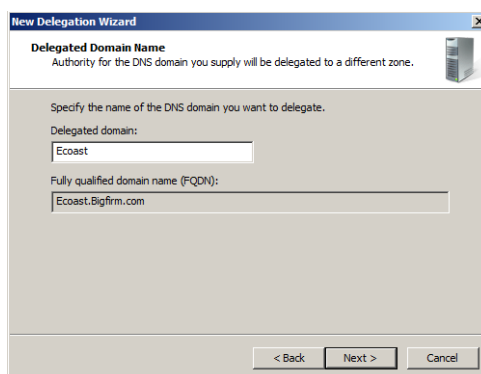 New Delegation Wizard
Delegated Domain Name
Authority for the DNS domain you supply will be delegated to a different zone.
Specify the name of the DNS domain you want to delegate.
Delegated domain:
Ecoast
Fully qualified domain name (FQDN):
Ecoast.Bigfirm.com
< Back Next > Cancel